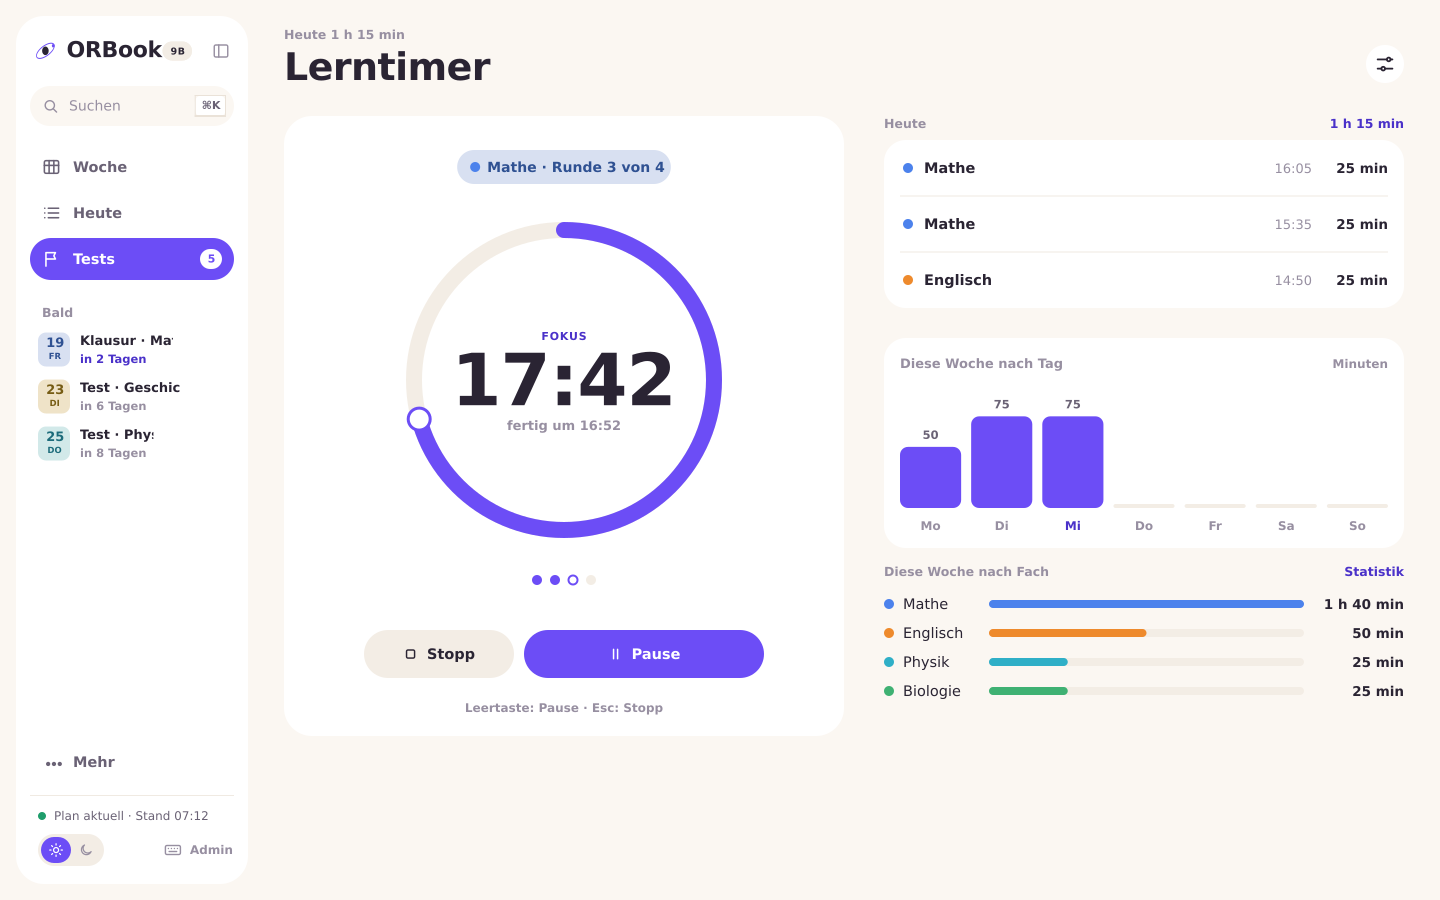 ORBook 9B
Suchen ⌘K
Woche
Heute
Tests 5
Bald
19 FR Klausur · Ma
in 2 Tagen
23 DI Test · Geschic
in 6 Tagen
25 DO Test · Phy
in 8 Tagen
Mehr
Plan aktuell · Stand 07:12
Admin
Heute 1 h 15 min
Lerntimer
Mathe · Runde 3 von 4
FOKUS
17:42
fertig um 16:52
Stopp
Pause
Leertaste: Pause · Esc: Stopp
Heute 1 h 15 min
Mathe 16:05 25 min
Mathe 15:35 25 min
Englisch 14:50 25 min
Diese Woche nach Tag Minuten
50 75 75
Mo Di Mi Do Fr Sa So
Diese Woche nach Fach Statistik
Mathe 1 h 40 min
Englisch 50 min
Physik 25 min
Biologie 25 min